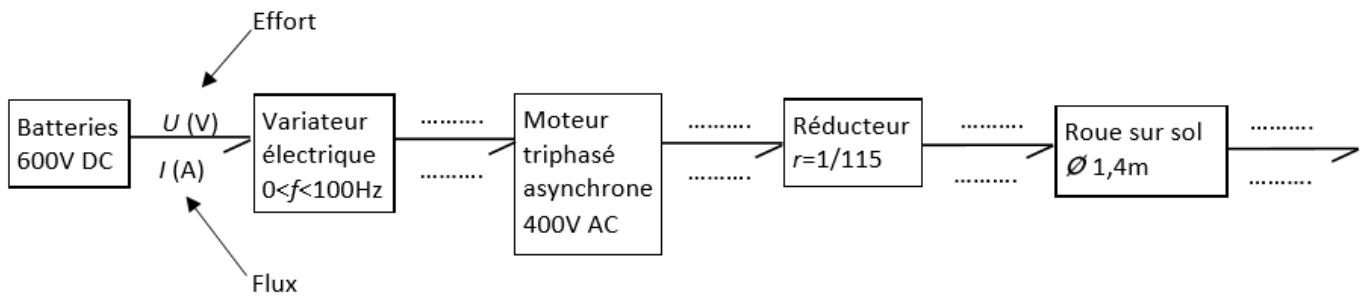 Effort
Batteries
600V DC
U (V)
I (A)
Variateur
électrique
0<f<100Hz
..........
..........
Moteur
triphasé
asynchrone
400V AC
..........
..........
Réducteur
r=1/115
..........
..........
Roue sur sol
Ø 1,4m
..........
..........
Flux